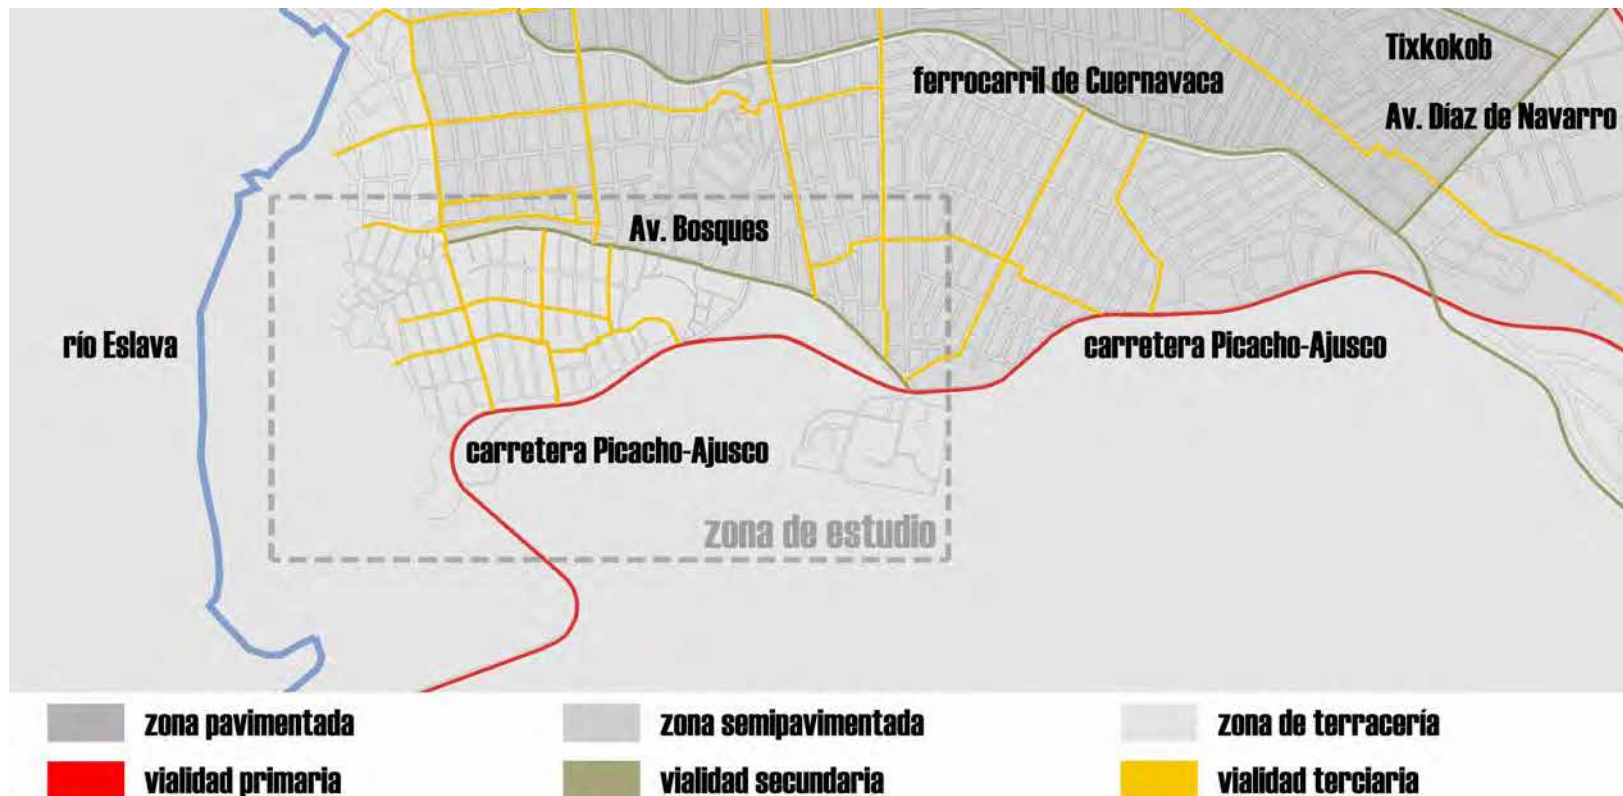 Tixkokob
ferrocarril de Cuernavaca
Av. Díaz de Navarro
Av. Bosques
río Eslava
carretera Picacho-Ajusco
carretera Picacho-Ajusco
zona de estudio
zona pavimentada
zona semipavimentada
zona de terracería
vialidad primaria
vialidad secundaria
vialidad terciaria